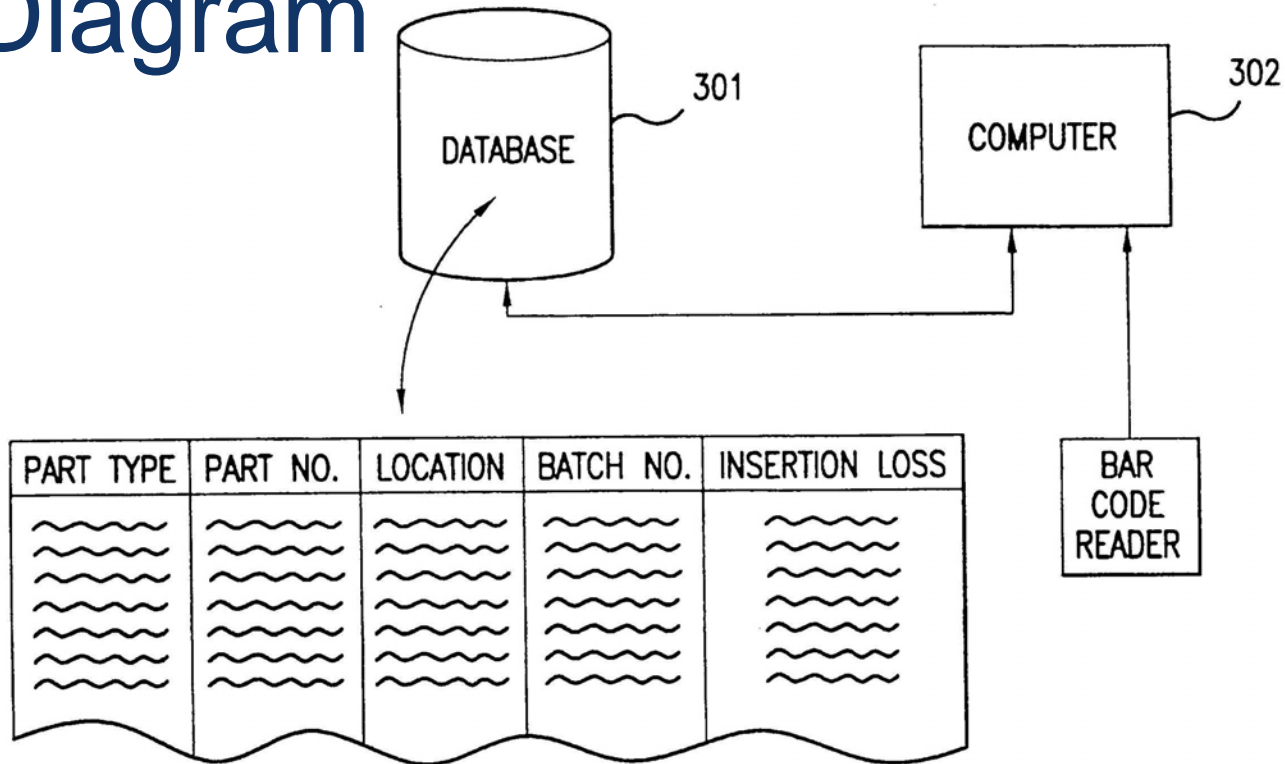 Diagram
301
302
DATABASE
COMPUTER
PART TYPE PART NO. LOCATION BATCH NO. INSERTION LOSS
BAR
CODE
READER